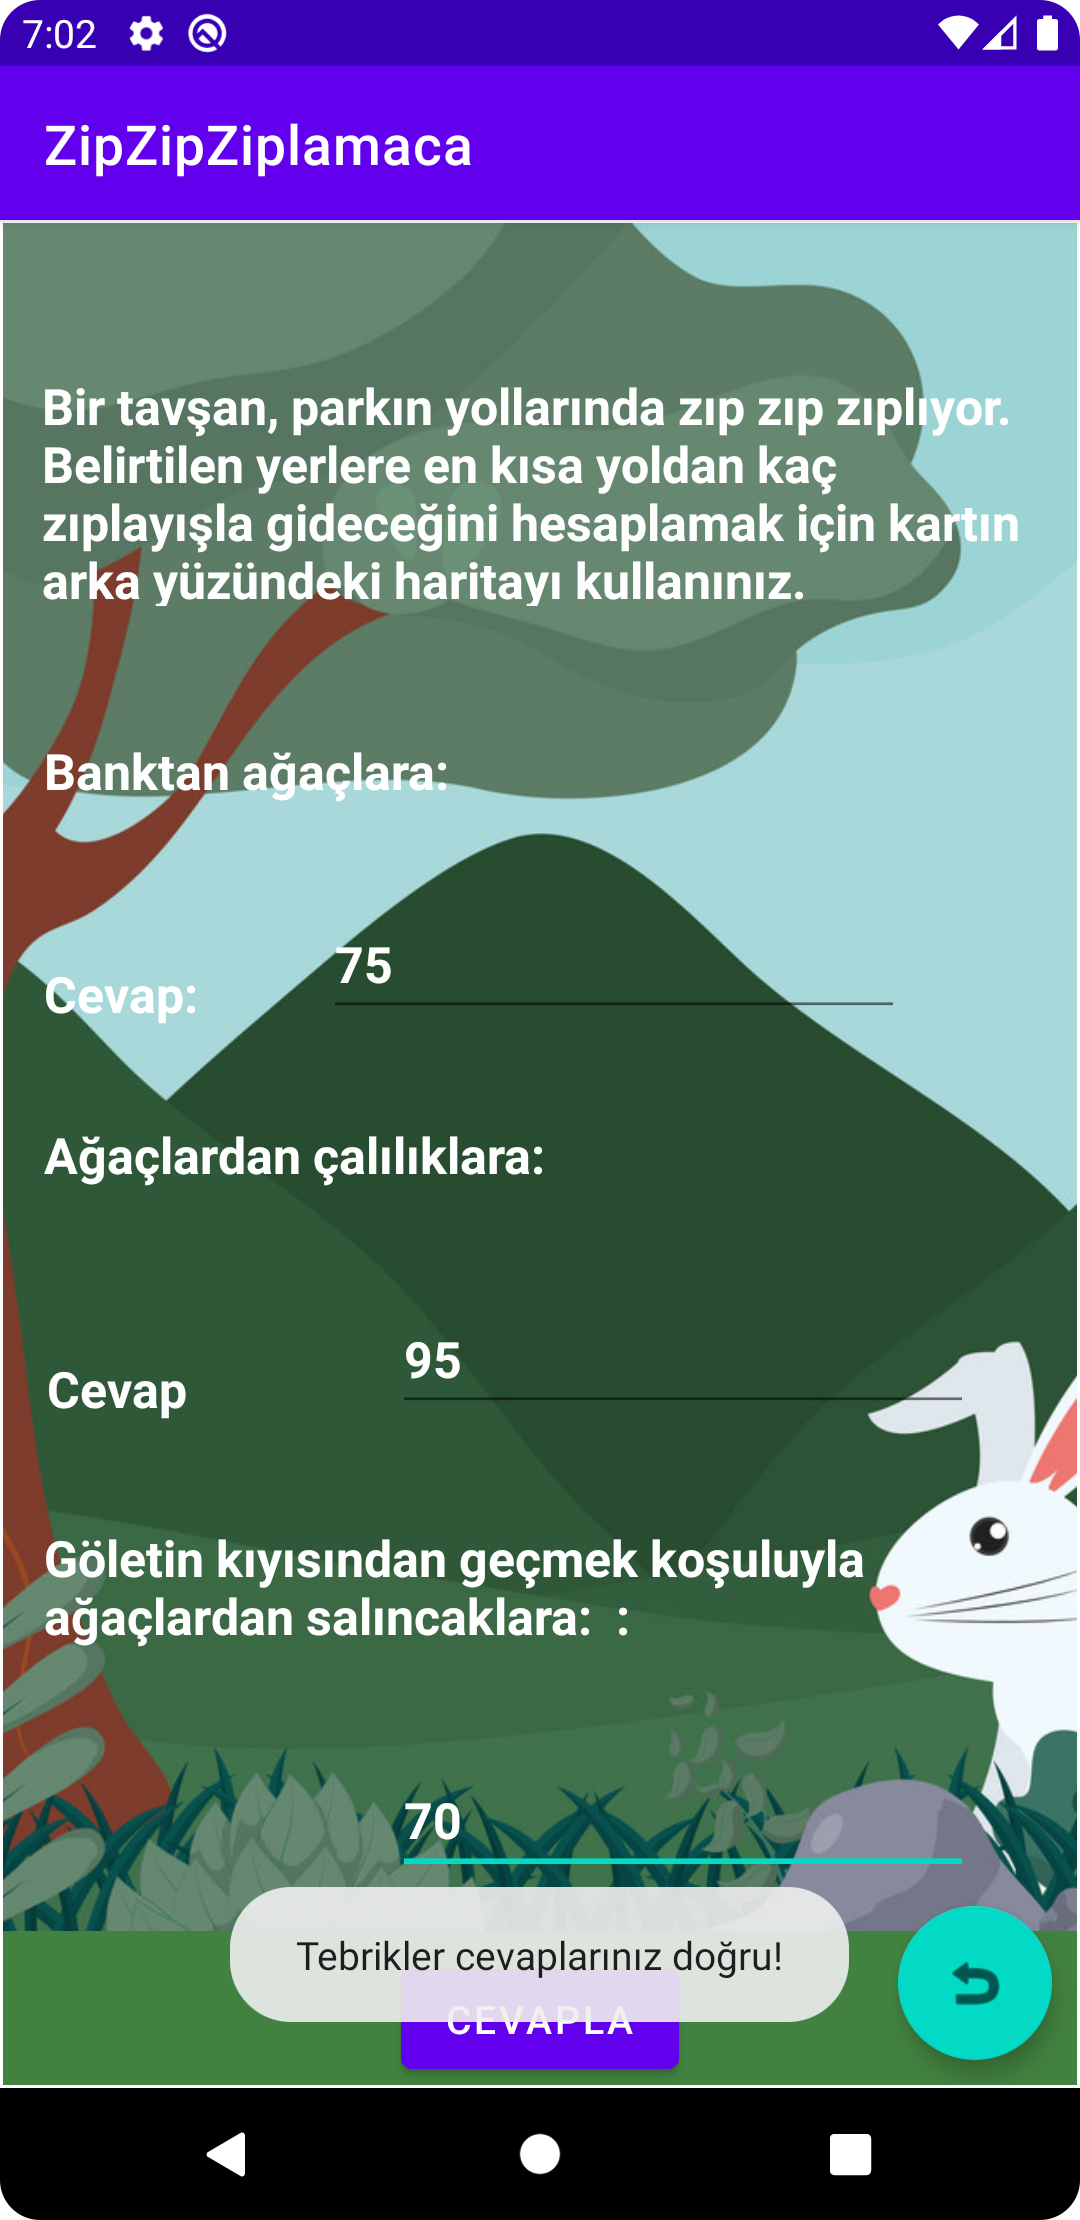 7:02
ZipZipZiplamaca
Bir tavşan, parkın yollarında zıp zıp zıplıyor.
Belirtilen yerlere en kısa yoldan kaç
zıplayışla gideceğini hesaplamak için kartın
arka yüzündeki haritayı kullanınız.
Banktan ağaçlara:
Cevap: 75
Ağaçlardan çalılıklara:
Cevap 95
Göletin kıyısından geçmek koşuluyla
ağaçlardan salıncaklara:  :
70
Tebrikler cevaplarınız doğru!
CEVAPLA